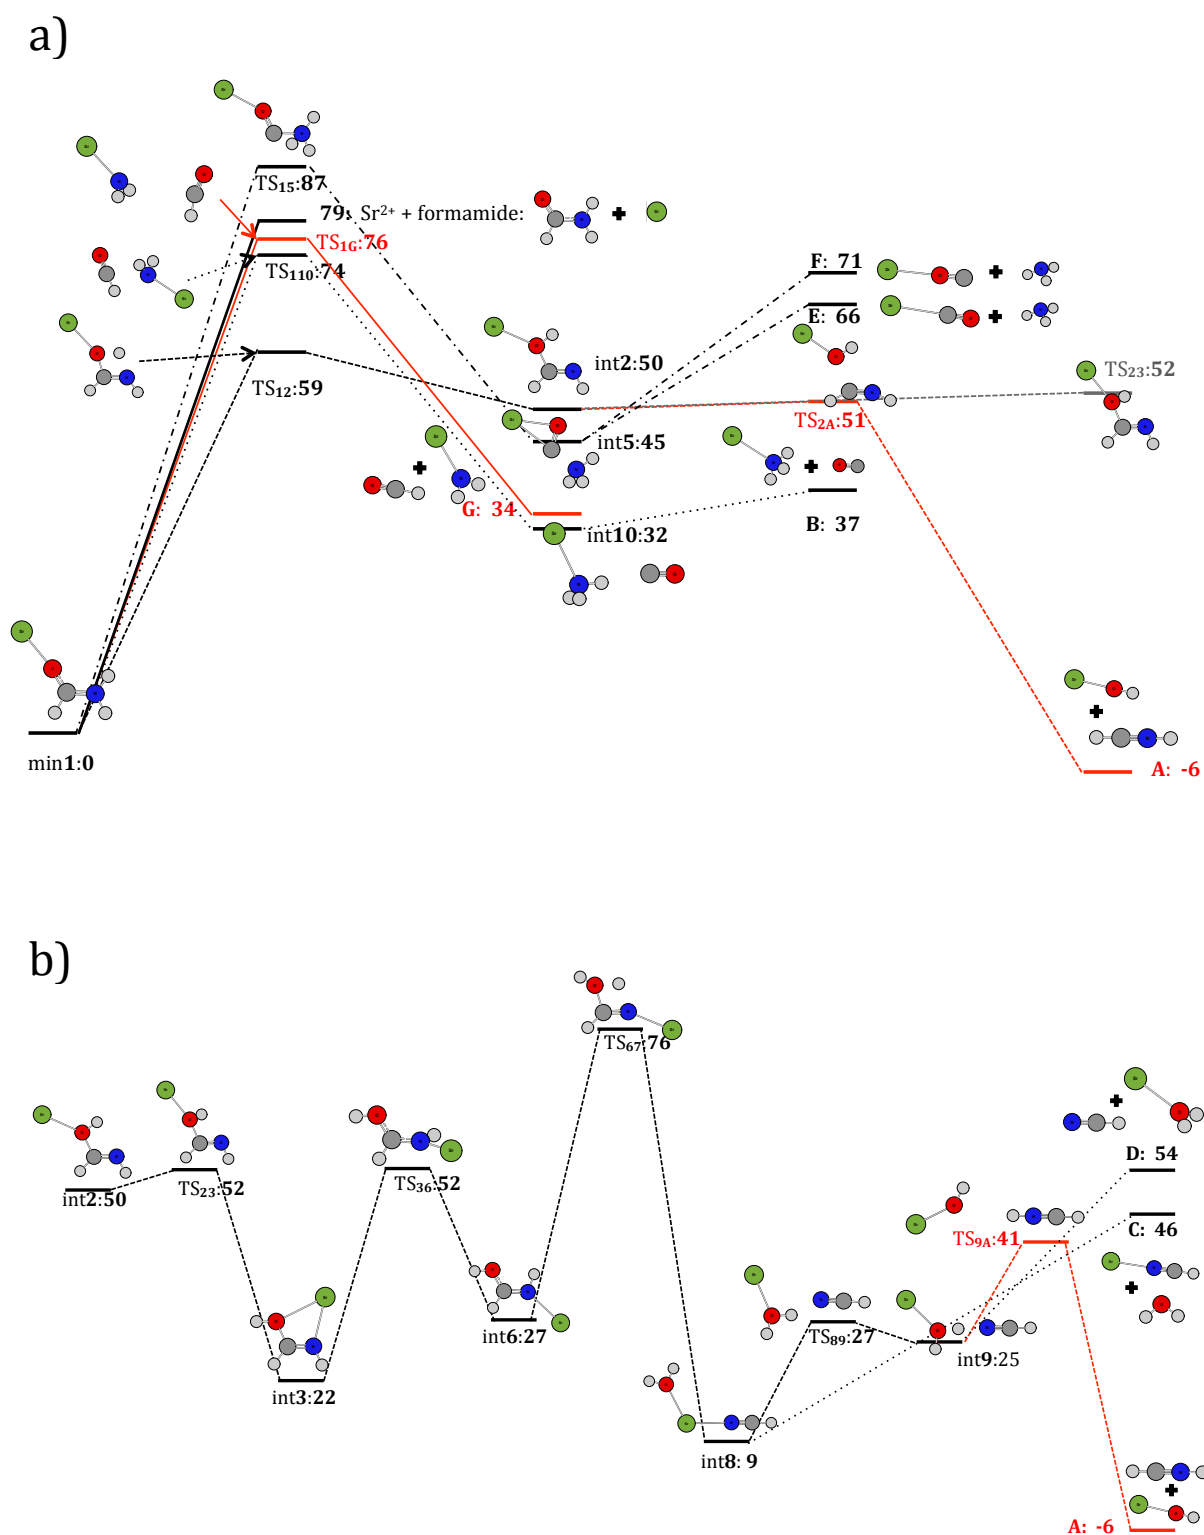 a)
TS15:87
79: Sr2+ + formamide:
TS1G:76
TS110:74
TS12:59
int2:50
int5:45
G: 34
int10:32
F: 71
E: 66
TS23:52
TS2A:51
B: 37
min1:0
A: -6
b)
TS67:76
int2:50
TS23:52
TS36:52
int3:22
int6:27
int8: 9
TS89:27
int9:25
TS9A:41
D: 54
C: 46
A: -6